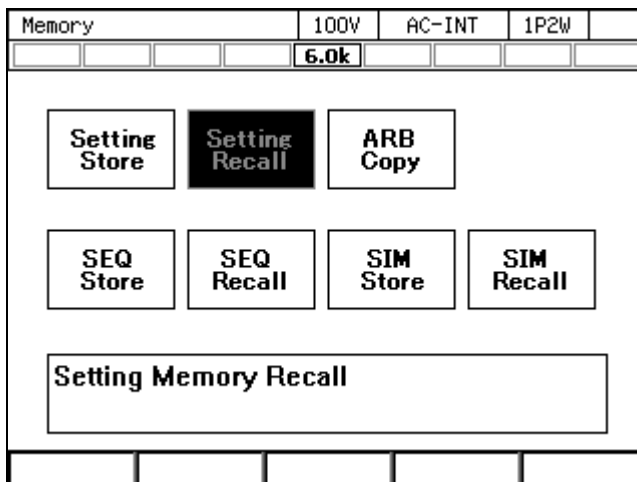 Memory 100V AC-INT 1P2W
6.0k
Setting Store
Setting Recall
ARB Copy
SEQ Store
SEQ Recall
SIM Store
SIM Recall
Setting Memory Recall